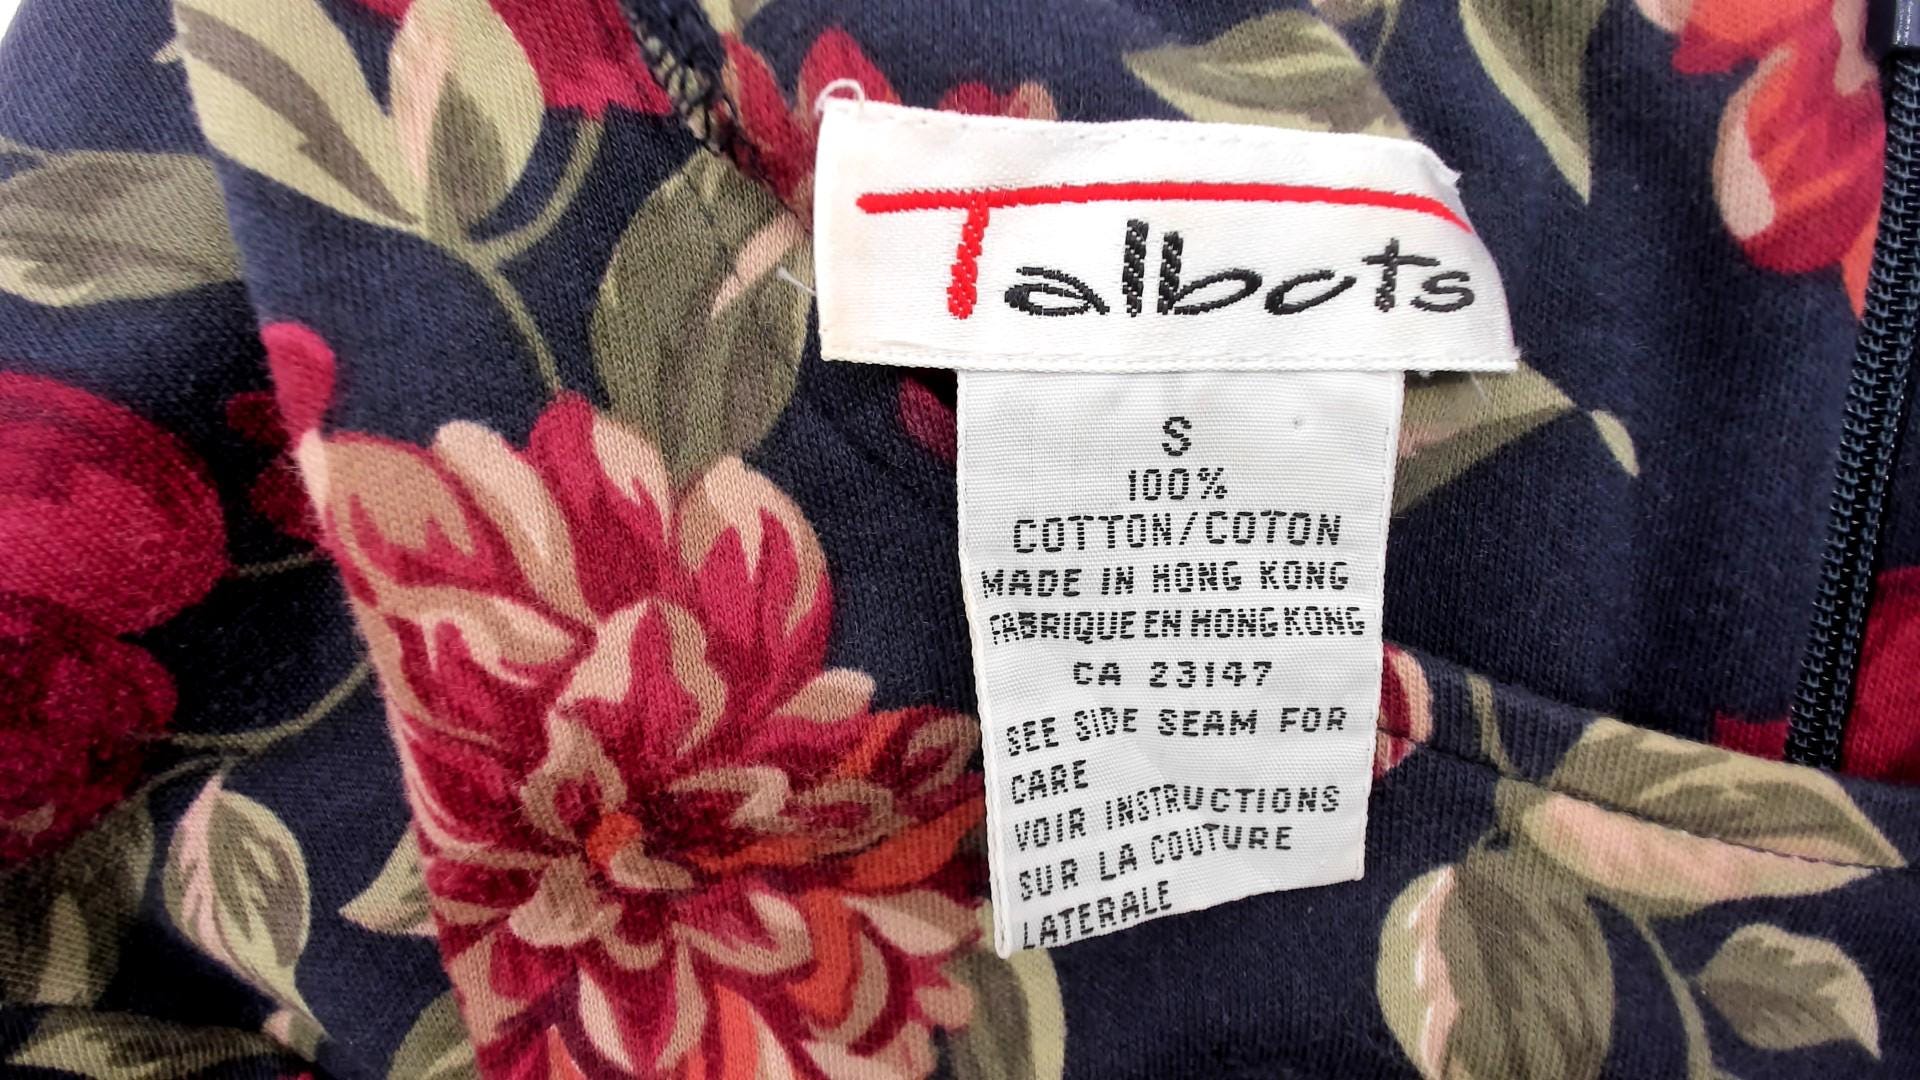 Talbots
S
100%
COTTON/COTON
MADE IN HONG KONG
FABRIQUE EN HONG KONG
CA 23147
SEE SIDE SEAM FOR
CARE
VOIR INSTRUCTIONS
SUR LA COUTURE
LATERALE